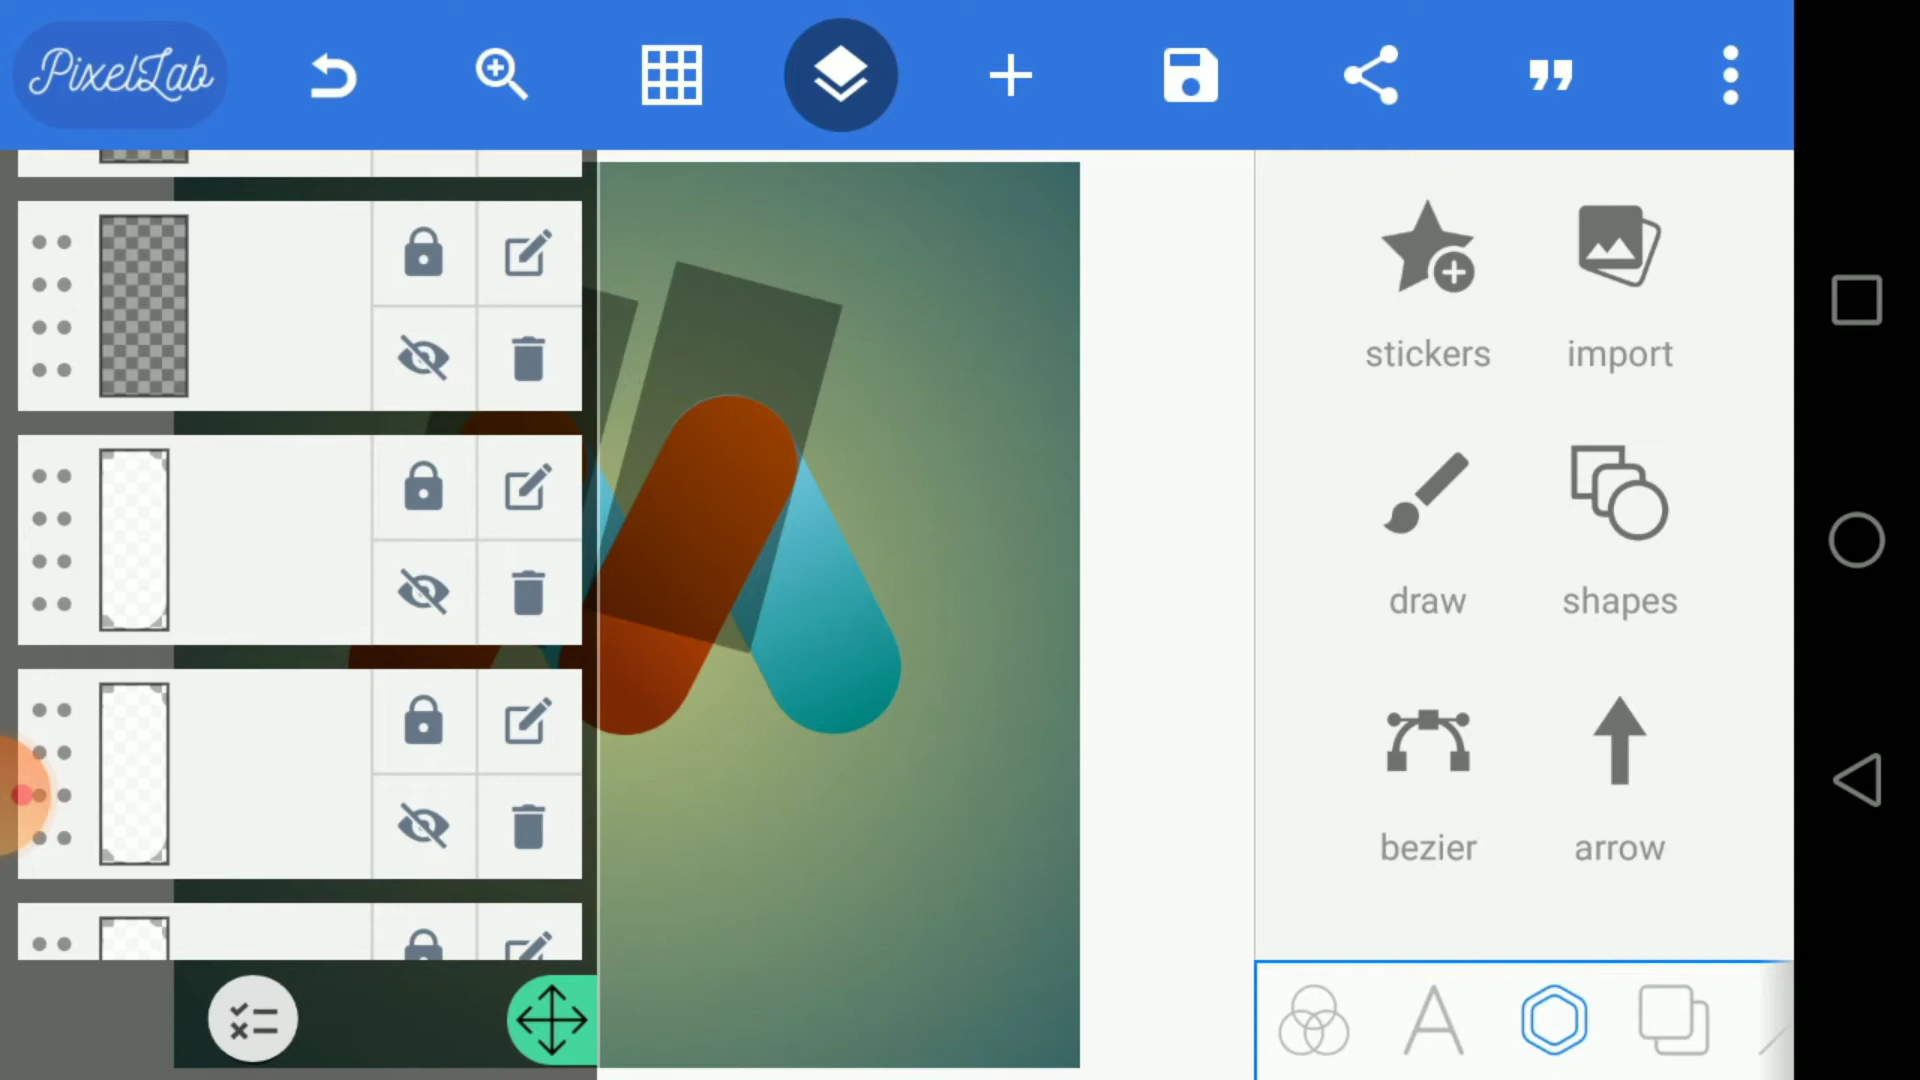 PixelLab
stickers
import
draw
shapes
bezier
arrow